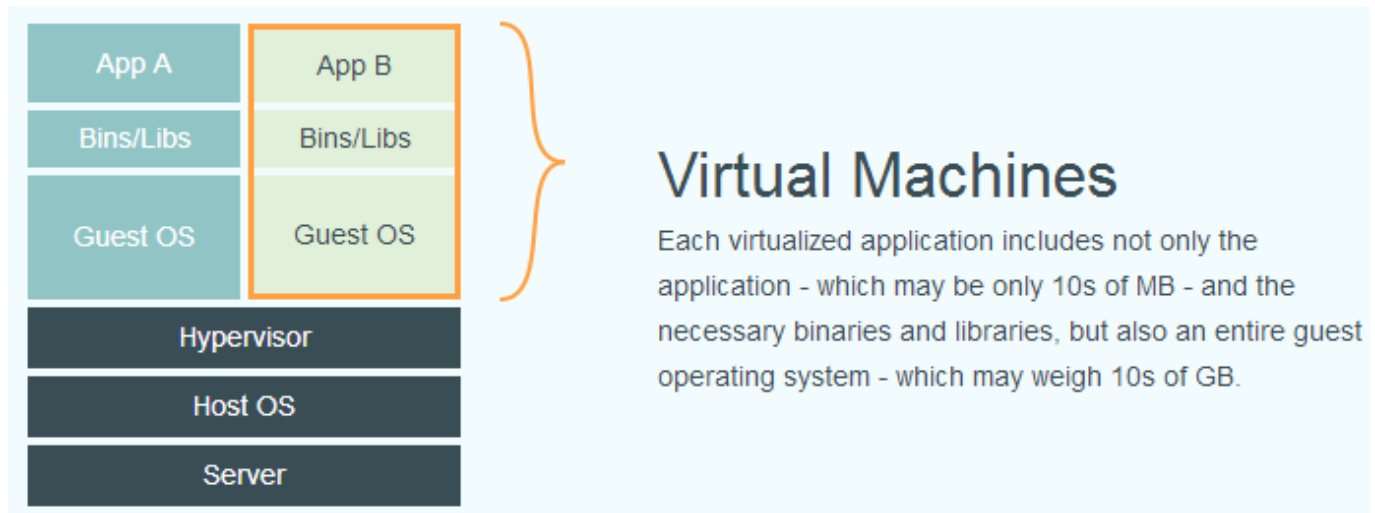 App A
App B
Bins/Libs
Bins/Libs
Guest OS
Guest OS
Hypervisor
Host OS
Server
Virtual Machines
Each virtualized application includes not only the
application - which may be only 10s of MB - and the
necessary binaries and libraries, but also an entire guest
operating system - which may weigh 10s of GB.